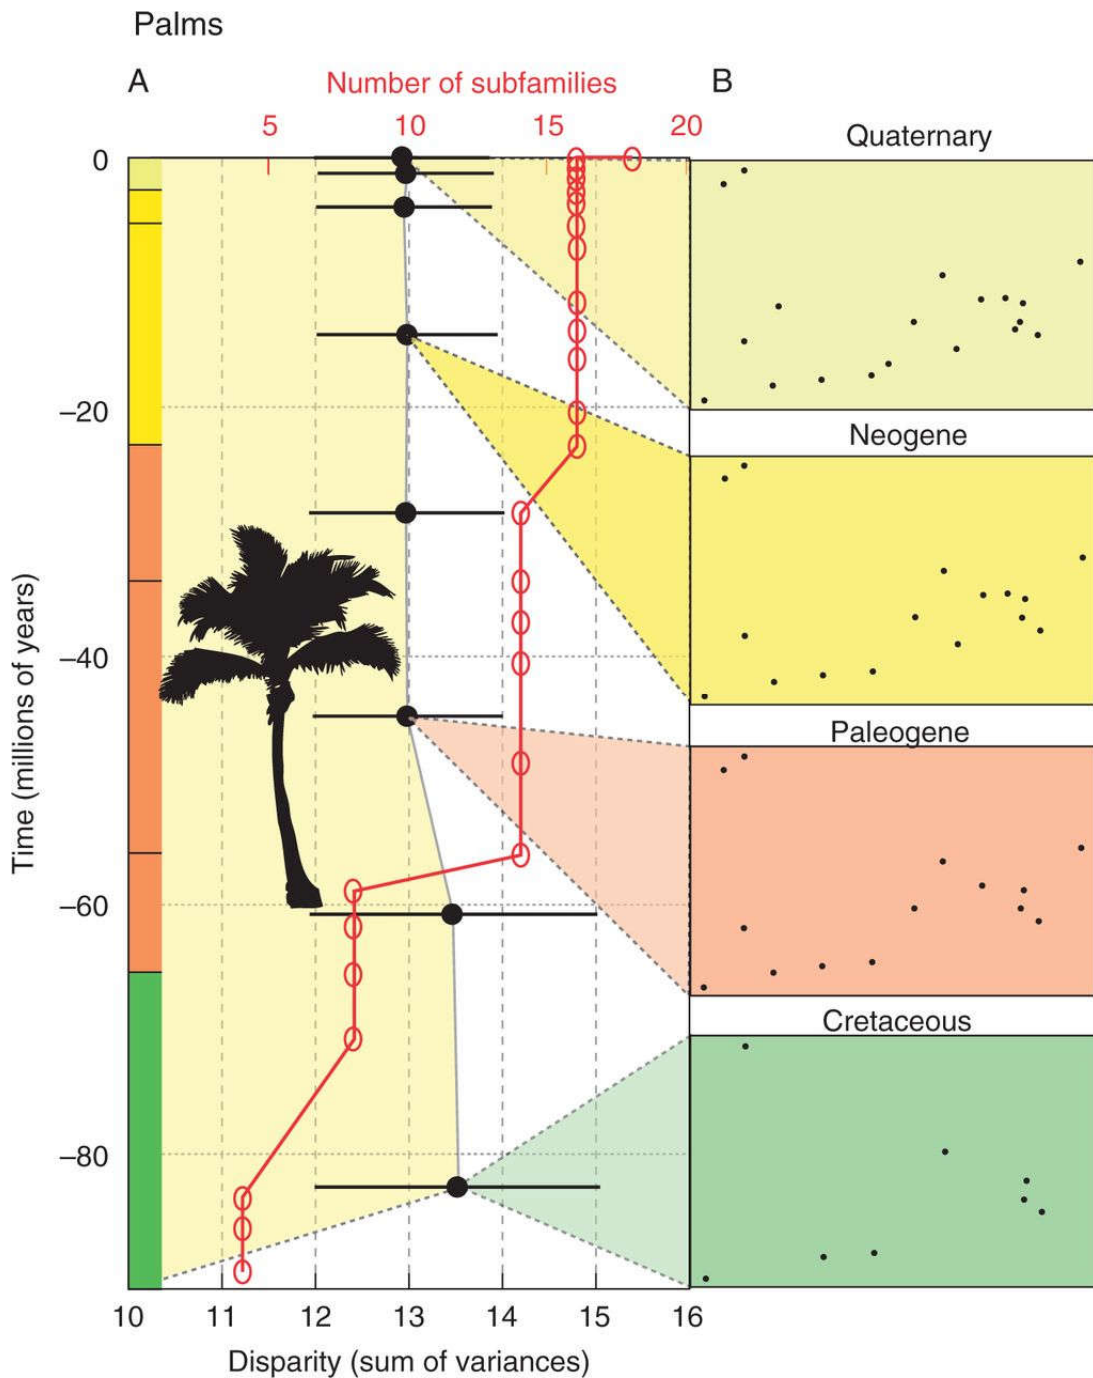 Palms
A
Number of subfamilies
B
5 10 15 20
Quaternary
0
Neogene
−20
−40
Paleogene
−60
Cretaceous
−80
Time (millions of years)
10 11 12 13 14 15 16
Disparity (sum of variances)